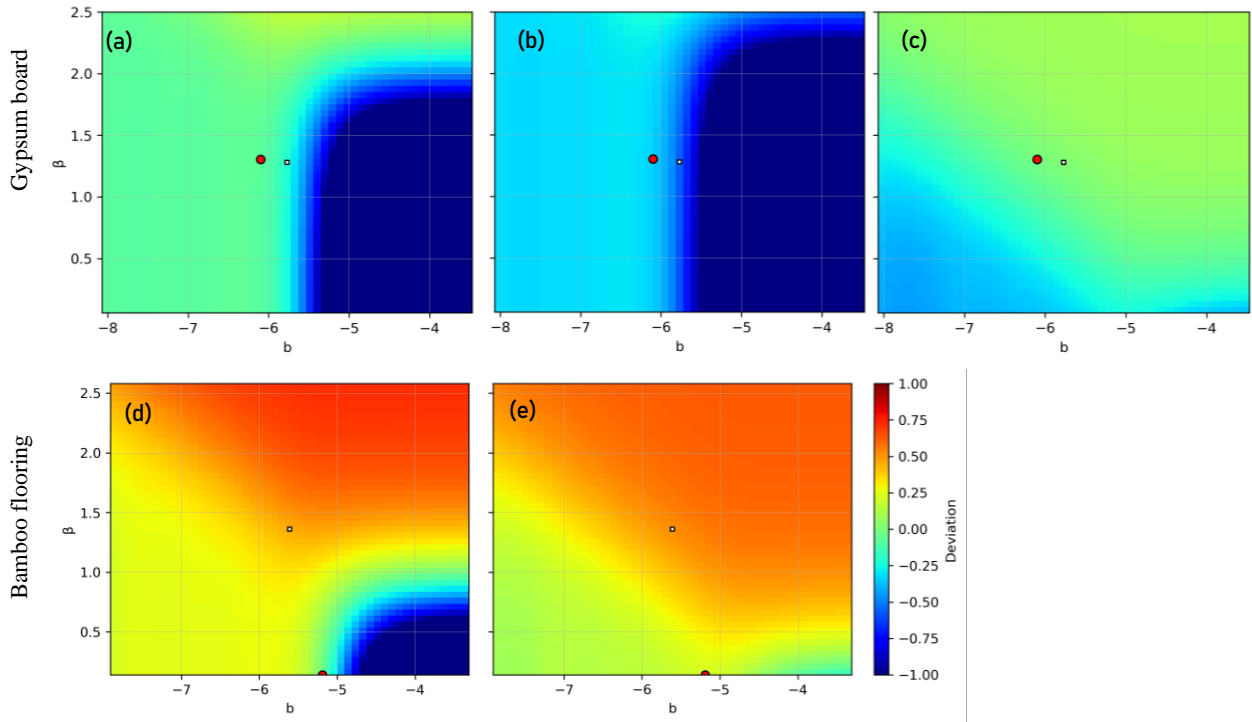 Gypsum board
(a)
(b)
(c)
2.5
2.0
1.5
1.0
0.5
β
−8 −7 −6 −5 −4
b
−8 −7 −6 −5 −4
b
−8 −7 −6 −5 −4
b
Bamboo flooring
(d)
(e)
2.5
2.0
1.5
1.0
0.5
β
−7 −6 −5 −4
b
−7 −6 −5 −4
b
1.00
0.75
0.50
0.25
0.00
−0.25
−0.50
−0.75
−1.00
Deviation